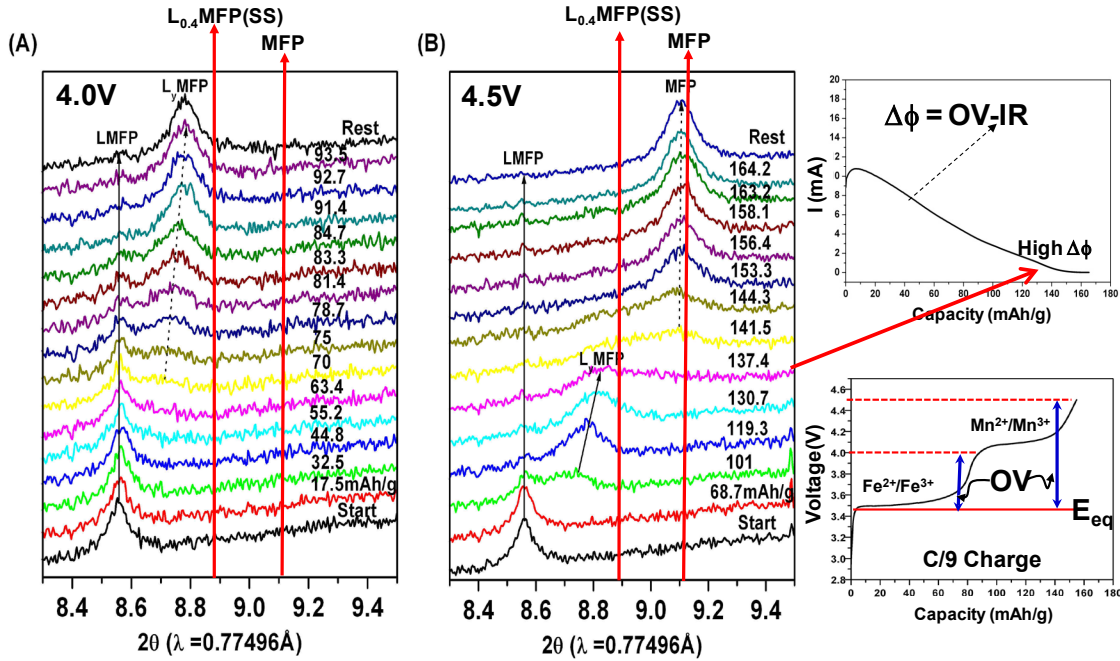 L0.4MFP(SS)
MFP
(A)
4.0V
LyMFP
LMFP
Rest
93.5
92.7
91.4
84.7
83.3
81.4
78.7
75
70
63.4
55.2
44.8
32.5
17.5mAh/g
Start
8.4 8.6 8.8 9.0 9.2 9.4
2θ (λ =0.77496Å)
L0.4MFP(SS)
MFP
(B)
4.5V
MFP
LMFP
Rest
164.2
163.2
158.1
156.4
153.3
144.3
141.5
L MFP
137.4
130.7
119.3
101
68.7mAh/g
Start
8.4 8.6 8.8 9.0 9.2 9.4
2θ (λ =0.77496Å)
20
18
16
14
12
0
8
6
4
2
0
I (mA)
Δϕ = OV-IR
High Δϕ
0 20 40 60 80 100 120 140 160 180
Capacity (mAh/g)
4.6
4.4
4.2
4.0
3.8
3.6
3.4
3.2
3.0
2.8
Voltage(V)
Mn2+/Mn3+
Fe2+/Fe3+
OV
Eeq
C/9 Charge
0 20 40 60 80 100 120 140 160 180
Capacity (mAh/g)